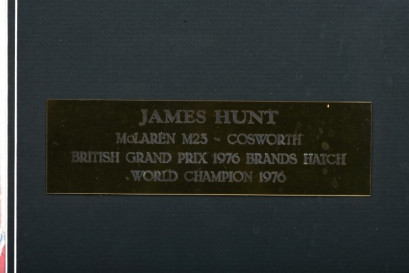 JAMES HUNT
McLAREN M23 - COSWORTH
BRITISH GRAND PRIX 1976 BRANDS HATCH
WORLD CHAMPION 1976